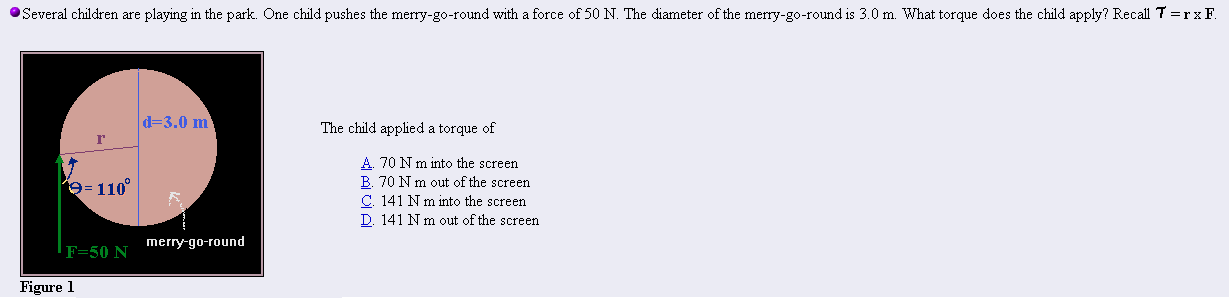 Several children are playing in the park. One child pushes the merry-go-round with a force of 50 N. The diameter of the merry-go-round is 3.0 m. What torque does the child apply? Recall τ = r x F.
d=3.0 m
r
Θ= 110°
merry-go-round
F=50 N
Figure 1
The child applied a torque of
A. 70 N m into the screen
B. 70 N m out of the screen
C. 141 N m into the screen
D. 141 N m out of the screen